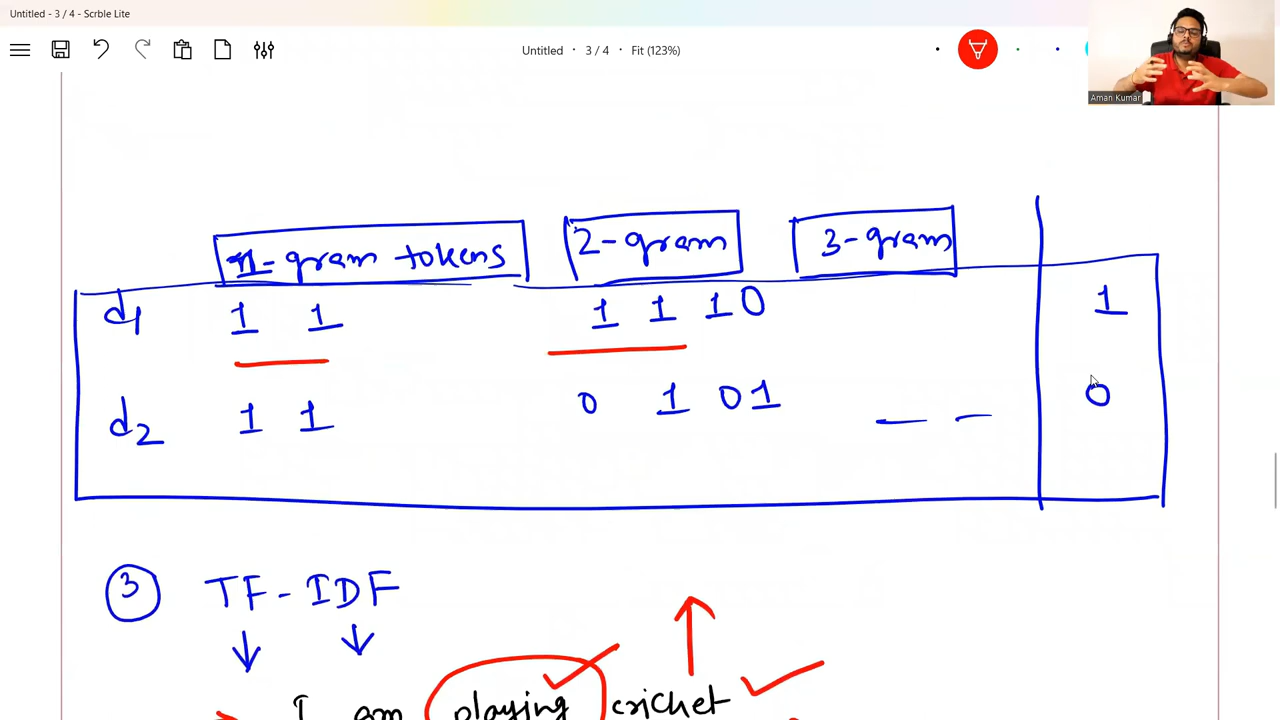 Untitled - 3 / 4 - Scrble Lite
Untitled • 3 / 4 • Fit (123%)
Aman Kumar
n-gram tokens 2-gram 3-gram
d1 1 1 1 1 1 0 1
d2 1 1 0 1 0 1 0
3 TF-IDF
I am playing cricket